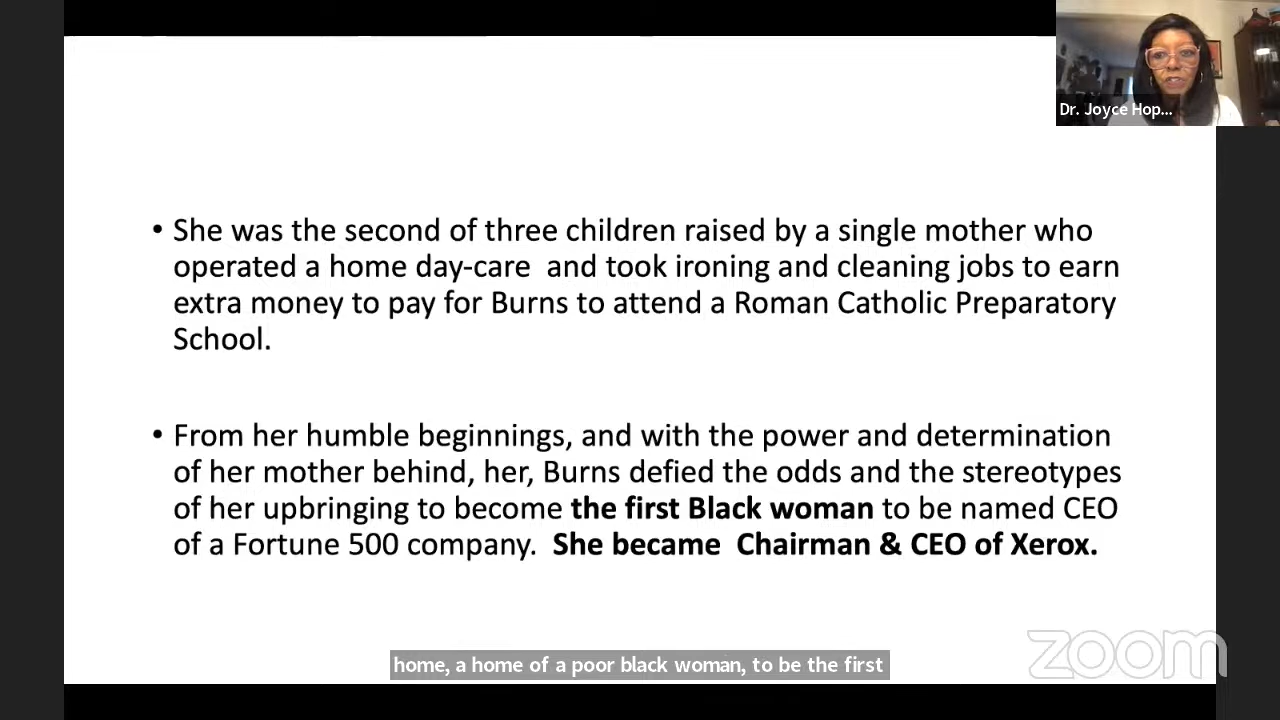 Dr. Joyce Hop...
• She was the second of three children raised by a single mother who
operated a home day-care  and took ironing and cleaning jobs to earn
extra money to pay for Burns to attend a Roman Catholic Preparatory
School.
• From her humble beginnings, and with the power and determination
of her mother behind, her, Burns defied the odds and the stereotypes
of her upbringing to become the first Black woman to be named CEO
of a Fortune 500 company.  She became  Chairman & CEO of Xerox.
home, a home of a poor black woman, to be the first
zoom